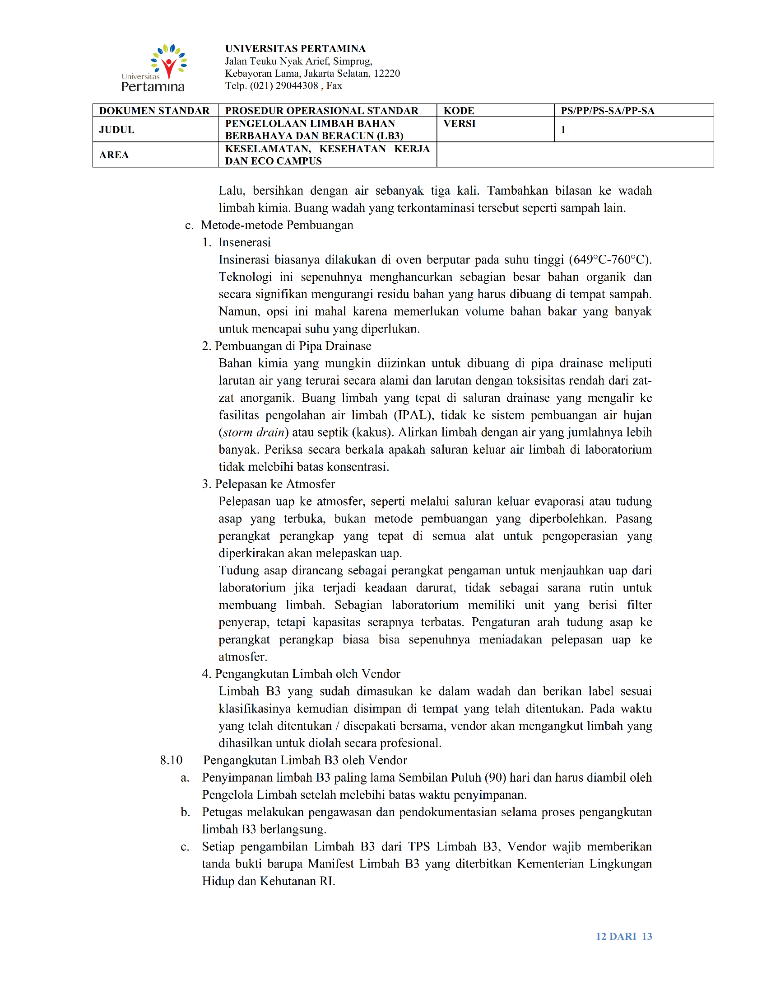 Universitas
Pertamina
UNIVERSITAS PERTAMINA
Jalan Teuku Nyak Arief, Simprug,
Kebayoran Lama, Jakarta Selatan, 12220
Telp. (021) 29044308 , Fax
DOKUMEN STANDAR PROSEDUR OPERASIONAL STANDAR KODE PS/PP/PS-SA/PP-SA
JUDUL PENGELOLAAN LIMBAH BAHAN BERBAHAYA DAN BERACUN (LB3) VERSI 1
AREA KESELAMATAN, KESEHATAN KERJA DAN ECO CAMPUS
Lalu, bersihkan dengan air sebanyak tiga kali. Tambahkan bilasan ke wadah
limbah kimia. Buang wadah yang terkontaminasi tersebut seperti sampah lain.
c. Metode-metode Pembuangan
1. Insenerasi
Insinerasi biasanya dilakukan di oven berputar pada suhu tinggi (649°C-760°C).
Teknologi ini sepenuhnya menghancurkan sebagian besar bahan organik dan
secara signifikan mengurangi residu bahan yang harus dibuang di tempat sampah.
Namun, opsi ini mahal karena memerlukan volume bahan bakar yang banyak
untuk mencapai suhu yang diperlukan.
2. Pembuangan di Pipa Drainase
Bahan kimia yang mungkin diizinkan untuk dibuang di pipa drainase meliputi
larutan air yang terurai secara alami dan larutan dengan toksisitas rendah dari zat-
zat anorganik. Buang limbah yang tepat di saluran drainase yang mengalir ke
fasilitas pengolahan air limbah (IPAL), tidak ke sistem pembuangan air hujan
(storm drain) atau septik (kakus). Alirkan limbah dengan air yang jumlahnya lebih
banyak. Periksa secara berkala apakah saluran keluar air limbah di laboratorium
tidak melebihi batas konsentrasi.
3. Pelepasan ke Atmosfer
Pelepasan uap ke atmosfer, seperti melalui saluran keluar evaporasi atau tudung
asap yang terbuka, bukan metode pembuangan yang diperbolehkan. Pasang
perangkat perangkap yang tepat di semua alat untuk pengoperasian yang
diperkirakan akan melepaskan uap.
Tudung asap dirancang sebagai perangkat pengaman untuk menjauhkan uap dari
laboratorium jika terjadi keadaan darurat, tidak sebagai sarana rutin untuk
membuang limbah. Sebagian laboratorium memiliki unit yang berisi filter
penyerap, tetapi kapasitas serapnya terbatas. Pengaturan arah tudung asap ke
perangkat perangkap biasa bisa sepenuhnya meniadakan pelepasan uap ke
atmosfer.
4. Pengangkutan Limbah oleh Vendor
Limbah B3 yang sudah dimasukan ke dalam wadah dan berikan label sesuai
klasifikasinya kemudian disimpan di tempat yang telah ditentukan. Pada waktu
yang telah ditentukan / disepakati bersama, vendor akan mengangkut limbah yang
dihasilkan untuk diolah secara profesional.
8.10 Pengangkutan Limbah B3 oleh Vendor
a. Penyimpanan limbah B3 paling lama Sembilan Puluh (90) hari dan harus diambil oleh
Pengelola Limbah setelah melebihi batas waktu penyimpanan.
b. Petugas melakukan pengawasan dan pendokumentasian selama proses pengangkutan
limbah B3 berlangsung.
c. Setiap pengambilan Limbah B3 dari TPS Limbah B3, Vendor wajib memberikan
tanda bukti barupa Manifest Limbah B3 yang diterbitkan Kementerian Lingkungan
Hidup dan Kehutanan RI.
12 DARI 13